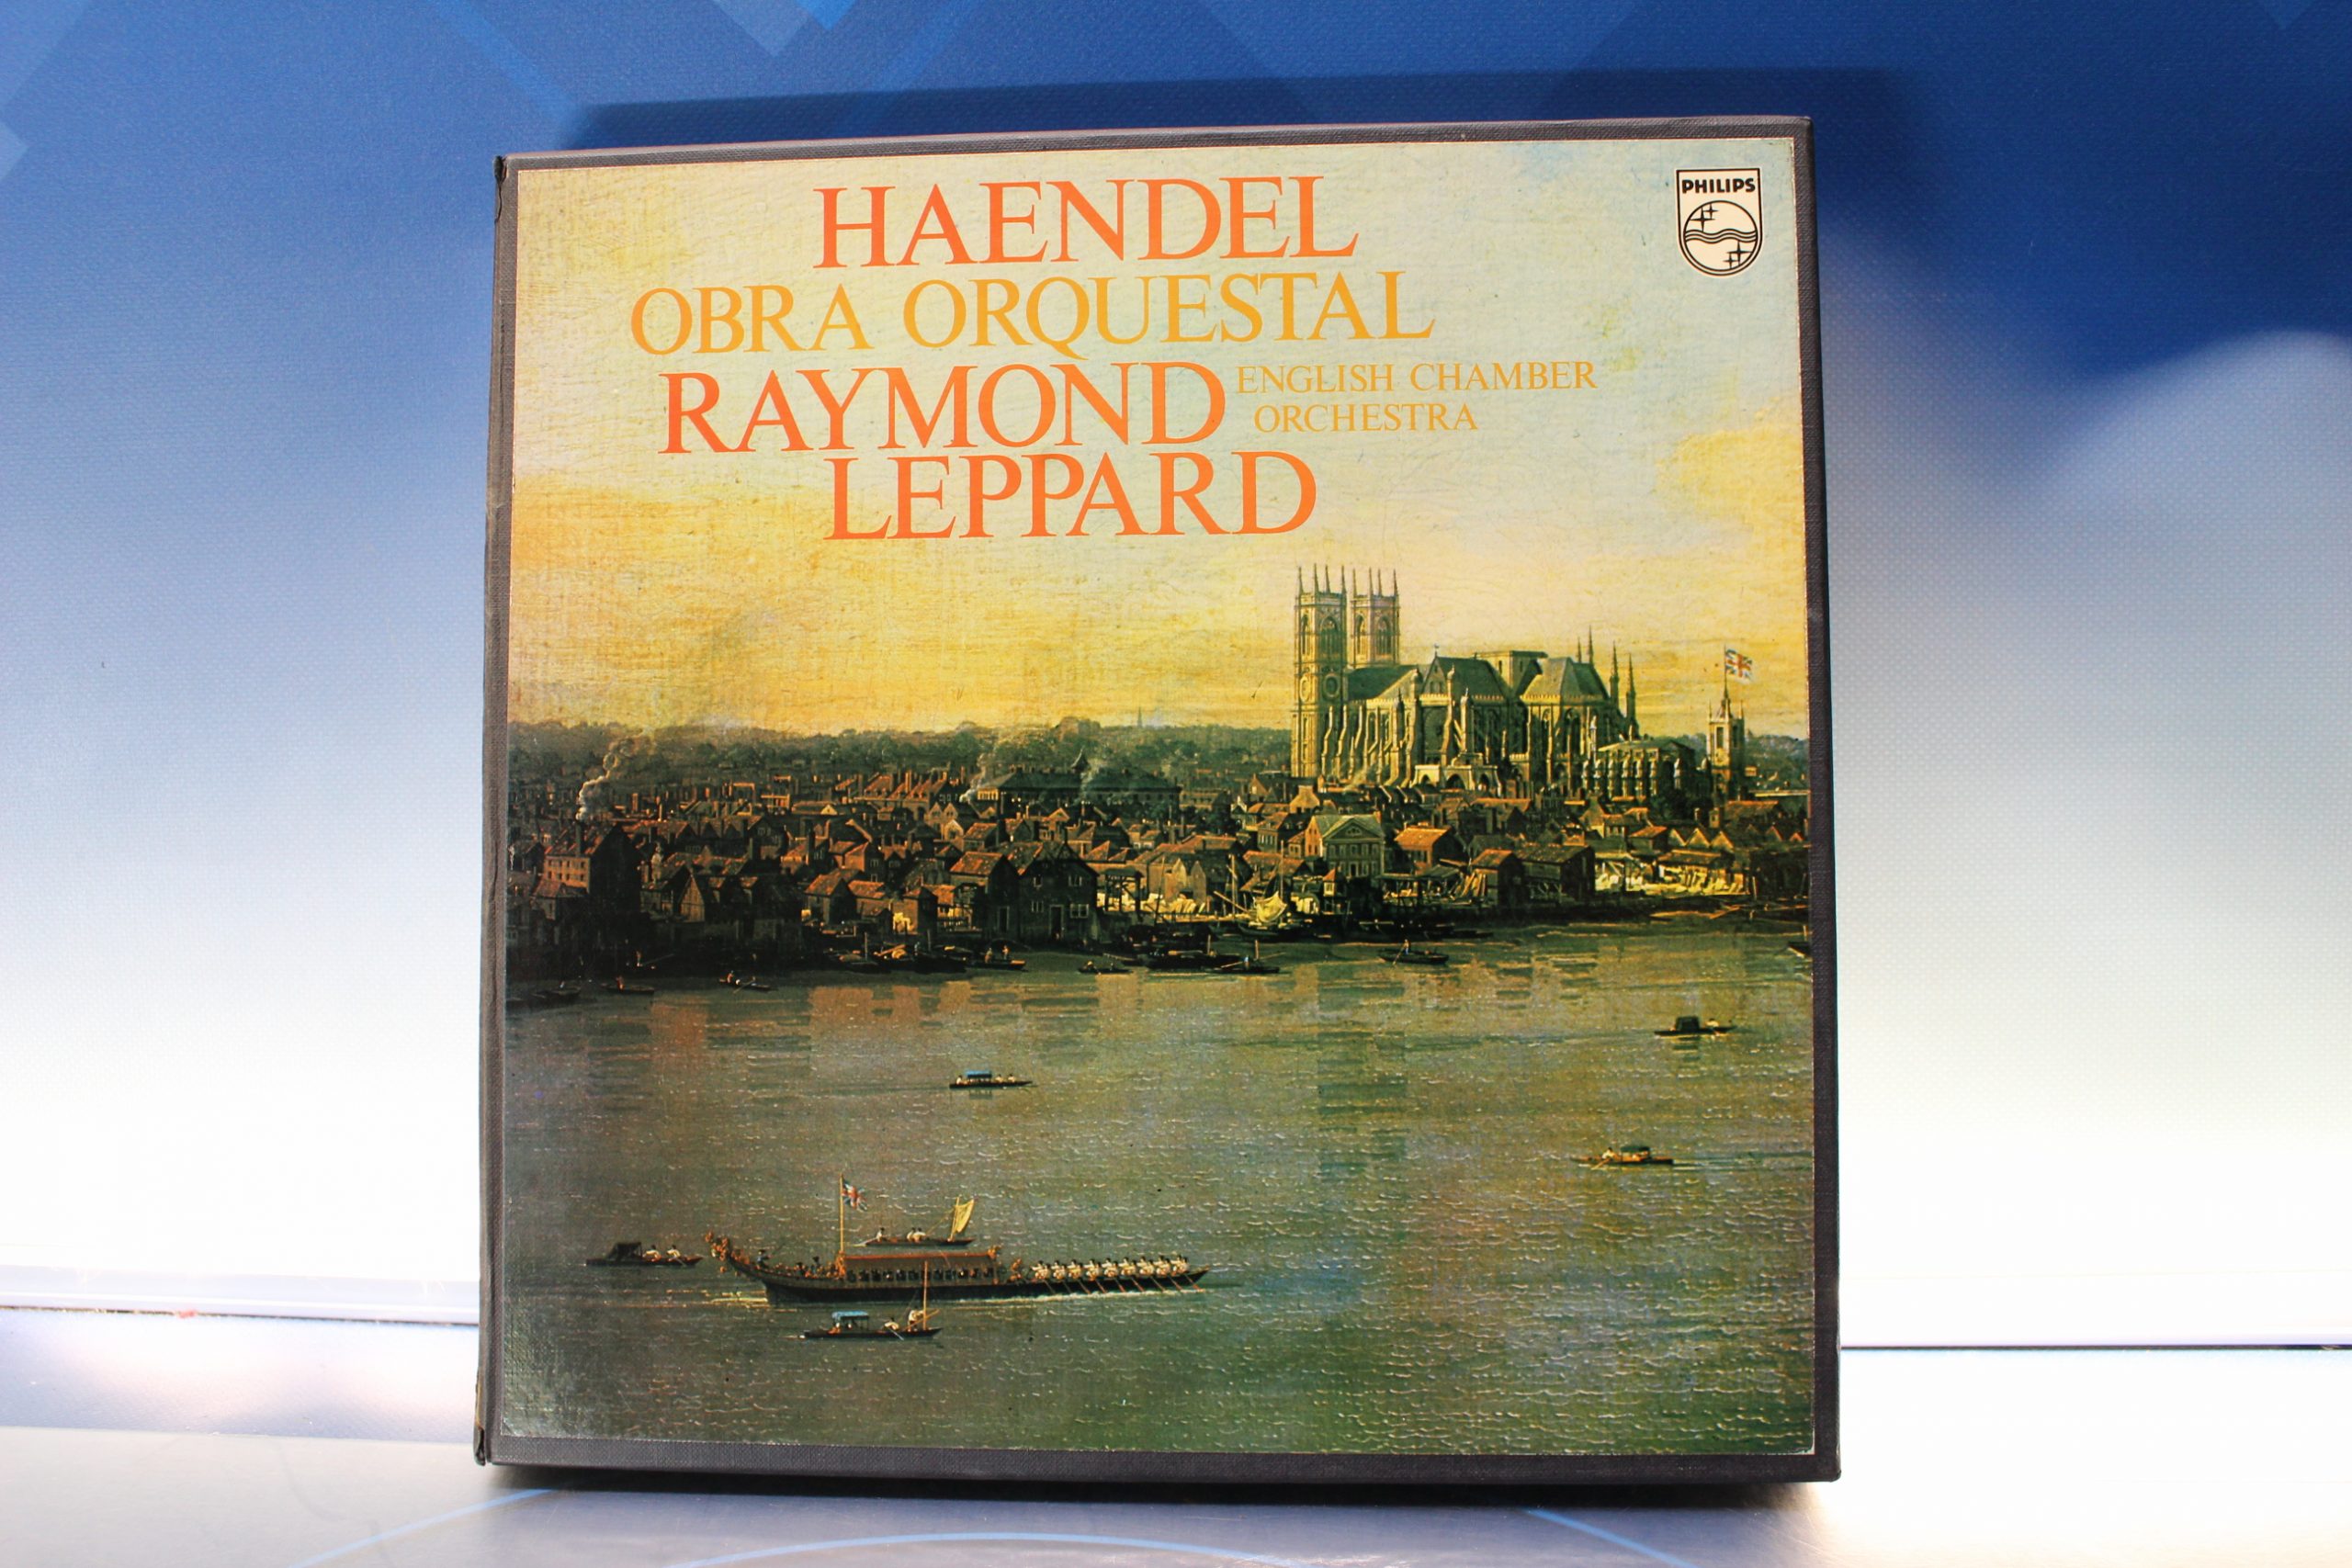 HAENDEL
PHILIPS
OBRA ORQUESTAL
RAYMOND
ENGLISH CHAMBER
ORCHESTRA
LEPPARD